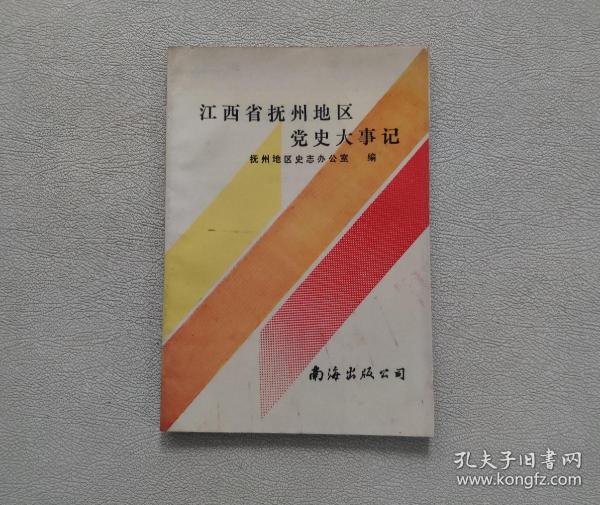 江西省抚州地区
党史大事记
抚州地区史志办公室 编
南海出版公司
孔夫子旧书网
www.kongfz.com